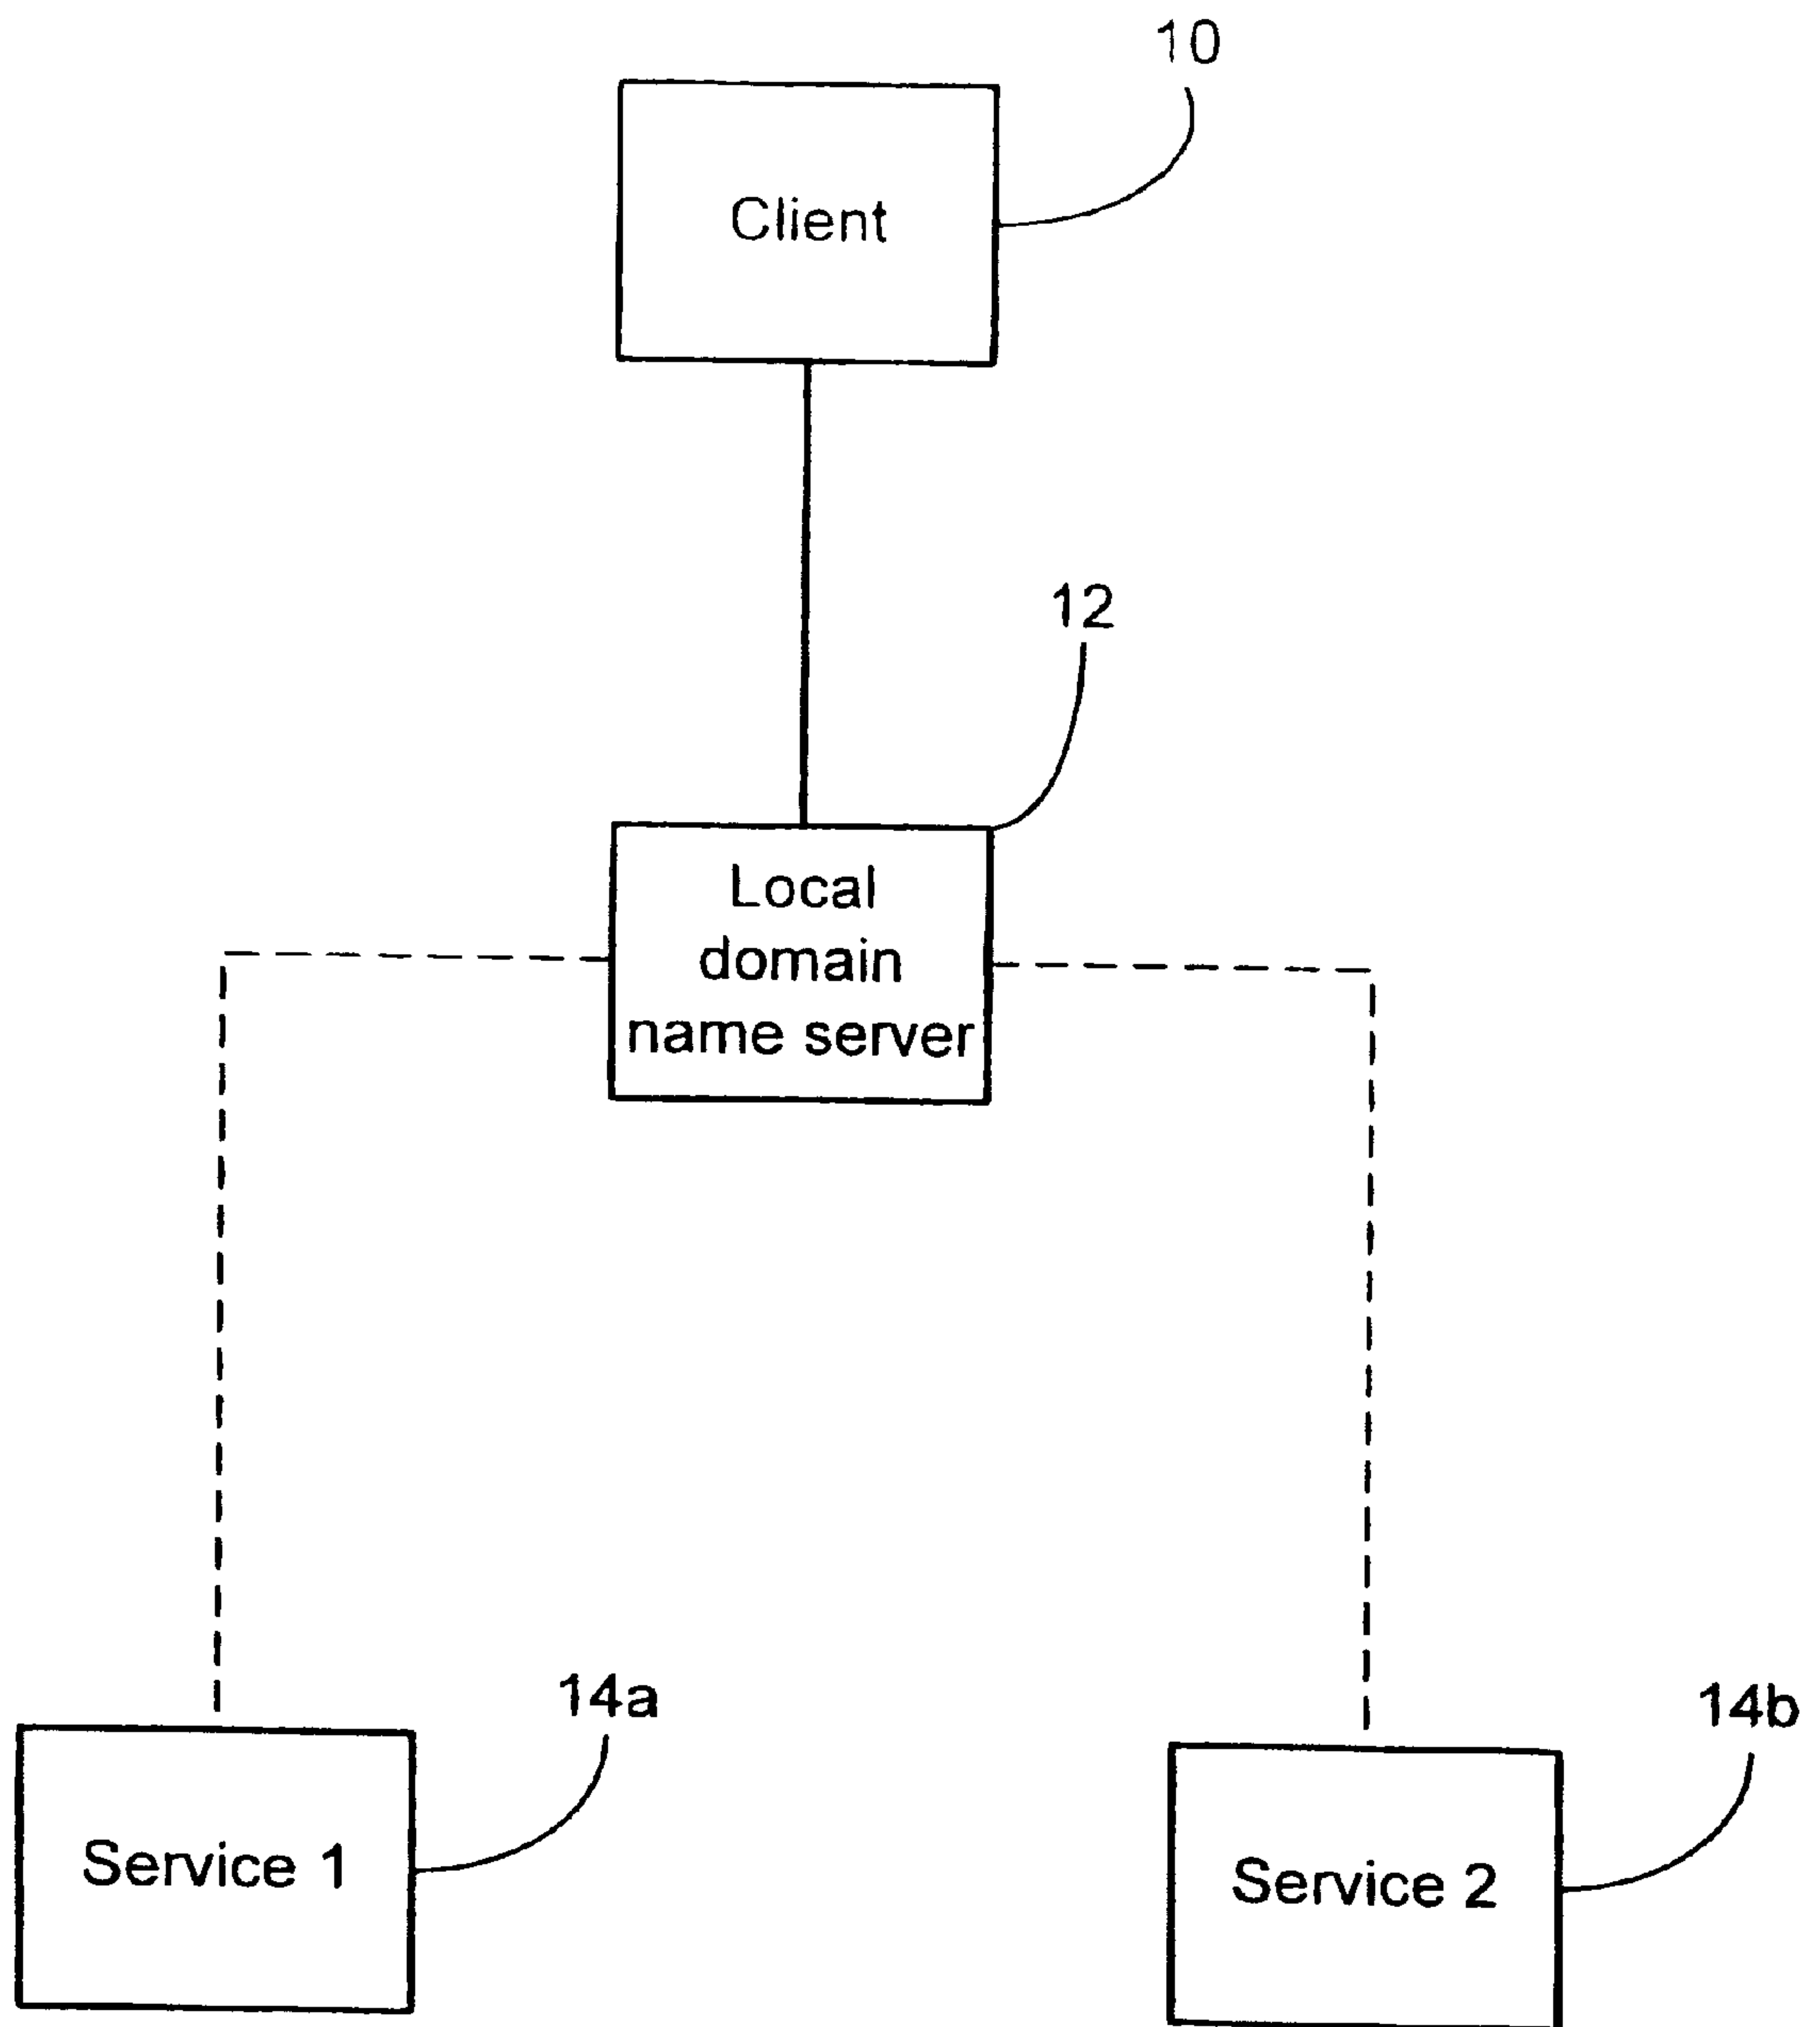 10
Client
12
Local
domain
name server
14a
14b
Service 1
Service 2